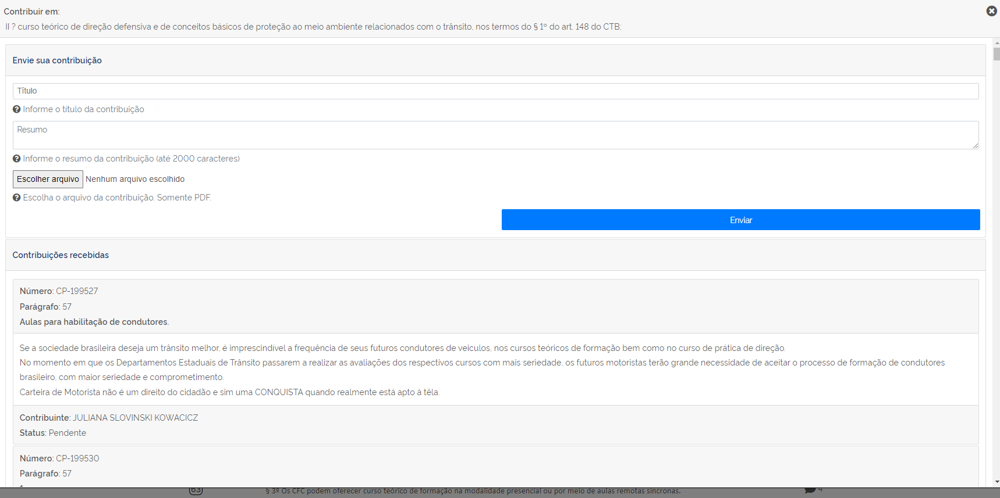 Contribuir em:
II ? curso teórico de direção defensiva e de conceitos básicos de proteção ao meio ambiente relacionados com o trânsito, nos termos do § 1º do art. 148 do CTB;
Envie sua contribuição
Título
Informe o título da contribuição
Resumo
Informe o resumo da contribuição (até 2000 caracteres)
Escolher arquivo Nenhum arquivo escolhido
Escolha o arquivo da contribuição. Somente PDF.
Enviar
Contribuições recebidas
Número: CP-199527
Parágrafo: 57
Aulas para habilitação de condutores.
Se a sociedade brasileira deseja um trânsito melhor, é imprescindível a frequência de seus futuros condutores de veiculos, nos cursos teóricos de formação bem como no curso de prática de direção.
No momento em que os Departamentos Estaduais de Trânsito passarem a realizar as avaliações dos respectivos cursos com mais seriedade, os futuros motoristas terão grande necessidade de aceitar o processo de formação de condutores
brasileiro, com maior seriedade e comprometimento.
Carteira de Motorista não é um direito do cidadão e sim uma CONQUISTA quando realmente está apto à têla.
Contribuinte: JULIANA SLOVINSKI KOWACICZ
Status: Pendente
Número: CP-199530
Parágrafo: 57
63 § 3º Os CFC podem oferecer curso teórico de formação na modalidade presencial ou por meio de aulas remotas síncronas. 4